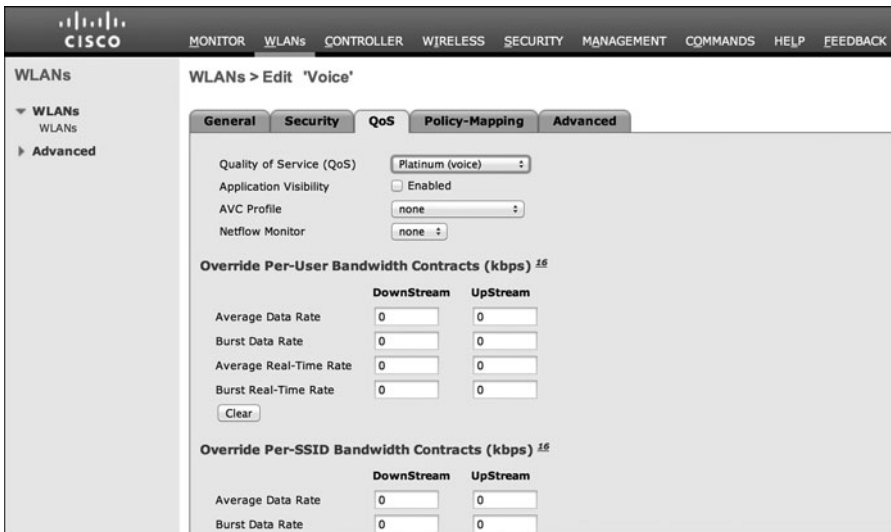 CISCO
MONITOR WLANs CONTROLLER WIRELESS SECURITY MANAGEMENT COMMANDS HELP FEEDBACK
WLANs
WLANs
WLANs
Advanced
WLANs > Edit 'Voice'
General Security QoS Policy-Mapping Advanced
Quality of Service (QoS) Platinum (voice)
Application Visibility Enabled
AVC Profile none
Netflow Monitor none
Override Per-User Bandwidth Contracts (kbps) 16
DownStream UpStream
Average Data Rate 0 0
Burst Data Rate 0 0
Average Real-Time Rate 0 0
Burst Real-Time Rate 0 0
Clear
Override Per-SSID Bandwidth Contracts (kbps) 16
DownStream UpStream
Average Data Rate 0 0
Burst Data Rate 0 0